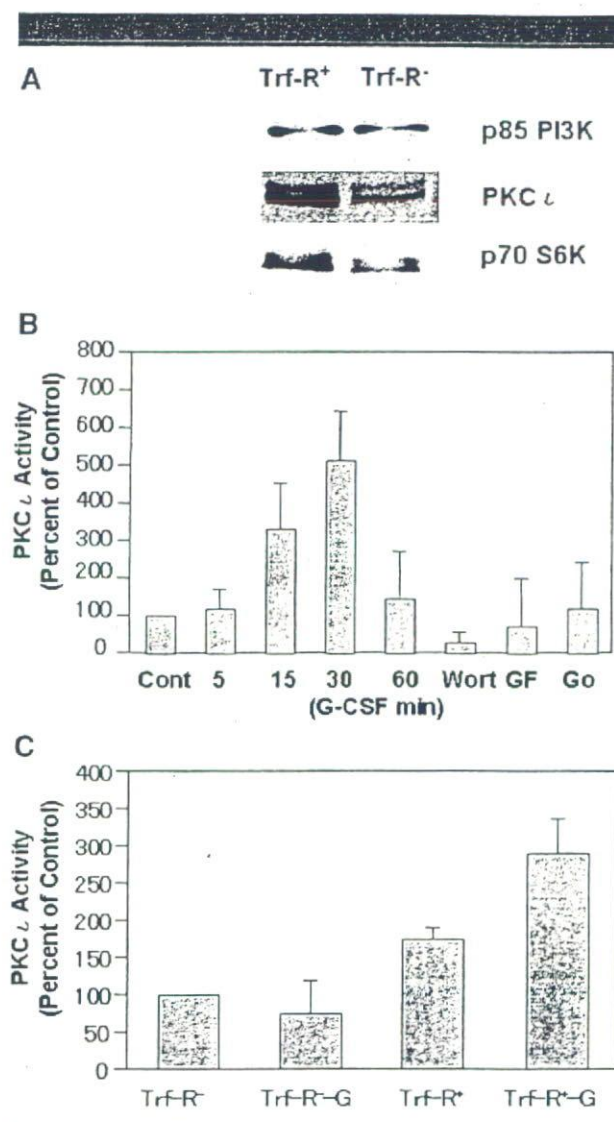 A
Trf-R⁺ Trf-R⁻
p85 PI3K
PKC ι
p70 S6K
B
PKC ι Activity
(Percent of Control)
800
700
600
500
400
300
200
100
0
Cont 5 15 30 60 Wort GF Go
(G-CSF min)
C
PKC ι Activity
(Percent of Control)
400
350
300
250
200
150
100
50
0
Trf-R⁻ Trf-R⁻-G Trf-R⁺ Trf-R⁺-G